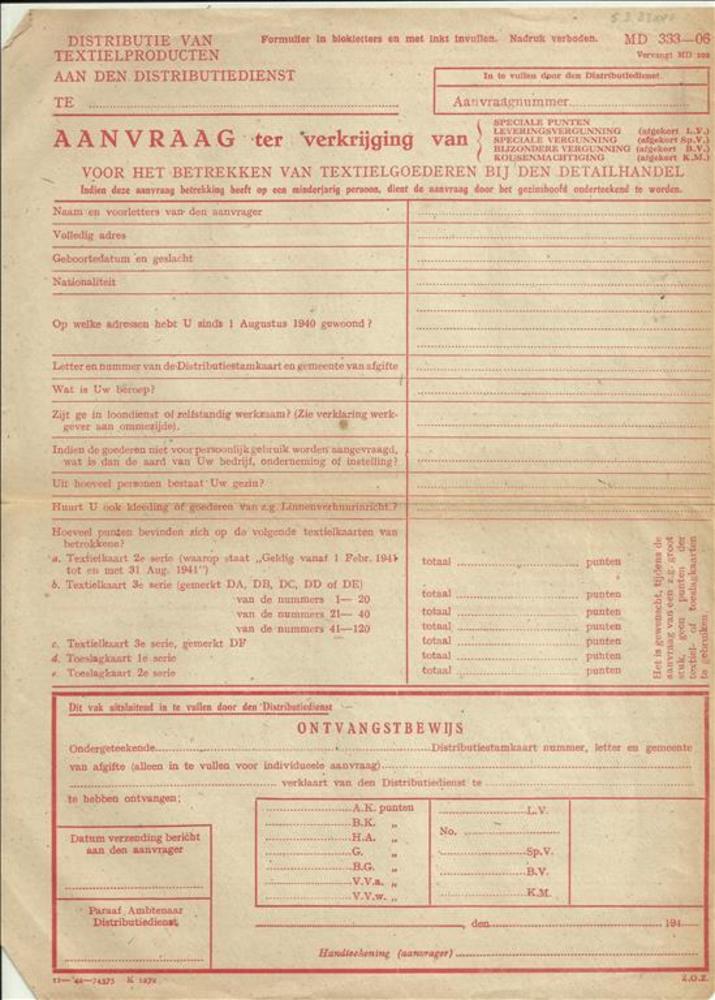 DISTRIBUTIE VAN
TEXTIELPRODUCTEN
Formulier in blokletters en met inkt invullen. Nadruk verboden.
MD 333—06
Vervangt MD
AAN DEN DISTRIBUTIEDIENST
TE
In te vullen door den Distributiedienst
Aanvraagnummer
AANVRAAG ter verkrijging van
SPECIALE PUNTEN
LEVERINGSVERGUNNING (afgekort L.V.)
SPECIALE VERGUNNING (afgekort Sp.V.)
BIJZONDERE VERGUNNING (afgekort B.V.)
KOUSENMACHTIGING (afgekort K.M.)
VOOR HET BETREKKEN VAN TEXTIELGOEDEREN BIJ DEN DETAILHANDEL
Indien deze aanvraag betrekking heeft op een minderjarig persoon, dient de aanvraag door het gezinshoofd onderteekend te worden.
Naam en voorletters van den aanvrager
Volledig adres
Geboortedatum en geslacht
Nationaliteit
Op welke adressen hebt U sinds 1 Augustus 1940 gewoond?
Letter en nummer van de Distributiestamkaart en gemeente van afgifte
Wat is Uw beroep?
Zijt ge in loondienst of zelfstandig werkzaam? (Zie verklaring werk-
gever aan ommezijde).
Indien de goederen niet voor persoonlijk gebruik worden aangevraagd,
wat is dan de aard van Uw bedrijf, onderneming of instelling?
Uit hoeveel personen bestaat Uw gezin?
Huurt U ook kleeding of goederen van z.g. Linnenverhuurinricht.?
Hoeveel punten bevinden zich op de volgende textielkaarten van
betrokkene?
a. Textielkaart 2e serie (waarop staat „Geldig vanaf 1 Febr. 1941
tot en met 31 Aug. 1941") totaal punten
b. Textielkaart 3e serie (gemerkt DA, DB, DC, DD of DE)
van de nummers 1— 20 totaal punten
van de nummers 21— 40 totaal punten
van de nummers 41—120 totaal punten
c. Textielkaart 3e serie, gemerkt DF totaal punten
d. Toeslagkaart 1e serie totaal punten
e. Toeslagkaart 2e serie totaal punten
Het is gewenscht, tijdens de
aanvraag van een z.g. groot
stuk, geen punten der
textiel- of toeslagkaarten
te gebruiken.
Dit vak uitsluitend in te vullen door den Distributiedienst
ONTVANGSTBEWIJS
Ondergeteekende Distributiestamkaart nummer, letter en gemeente
van afgifte (alleen in te vullen voor individueele aanvraag)
verklaart van den Distributiedienst te
te hebben ontvangen:
A.K. punten
B.K. „
H.A. „
G. „
B.G. „
V.V.a. „
V.V.w. „
L.V.
No.
Sp.V.
B.V.
K.M.
Datum verzending bericht
aan den aanvrager
Paraaf Ambtenaar
Distributiedienst
den 194
Handteekening (aanvrager)
K 1272
Z.O.Z.